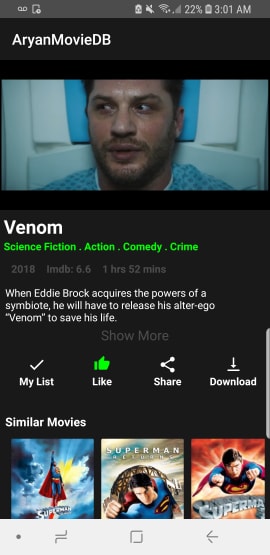 22% 3:01 AM
AryanMovieDB
Venom
Science Fiction . Action . Comedy . Crime
2018 Imdb: 6.6 1 hrs 52 mins
When Eddie Brock acquires the powers of a
symbiote, he will have to release his alter-ego
“Venom” to save his life.
Show More
My List Like Share Download
Similar Movies
SUPERMAN SUPERMAN RETURNS SUPERMAN